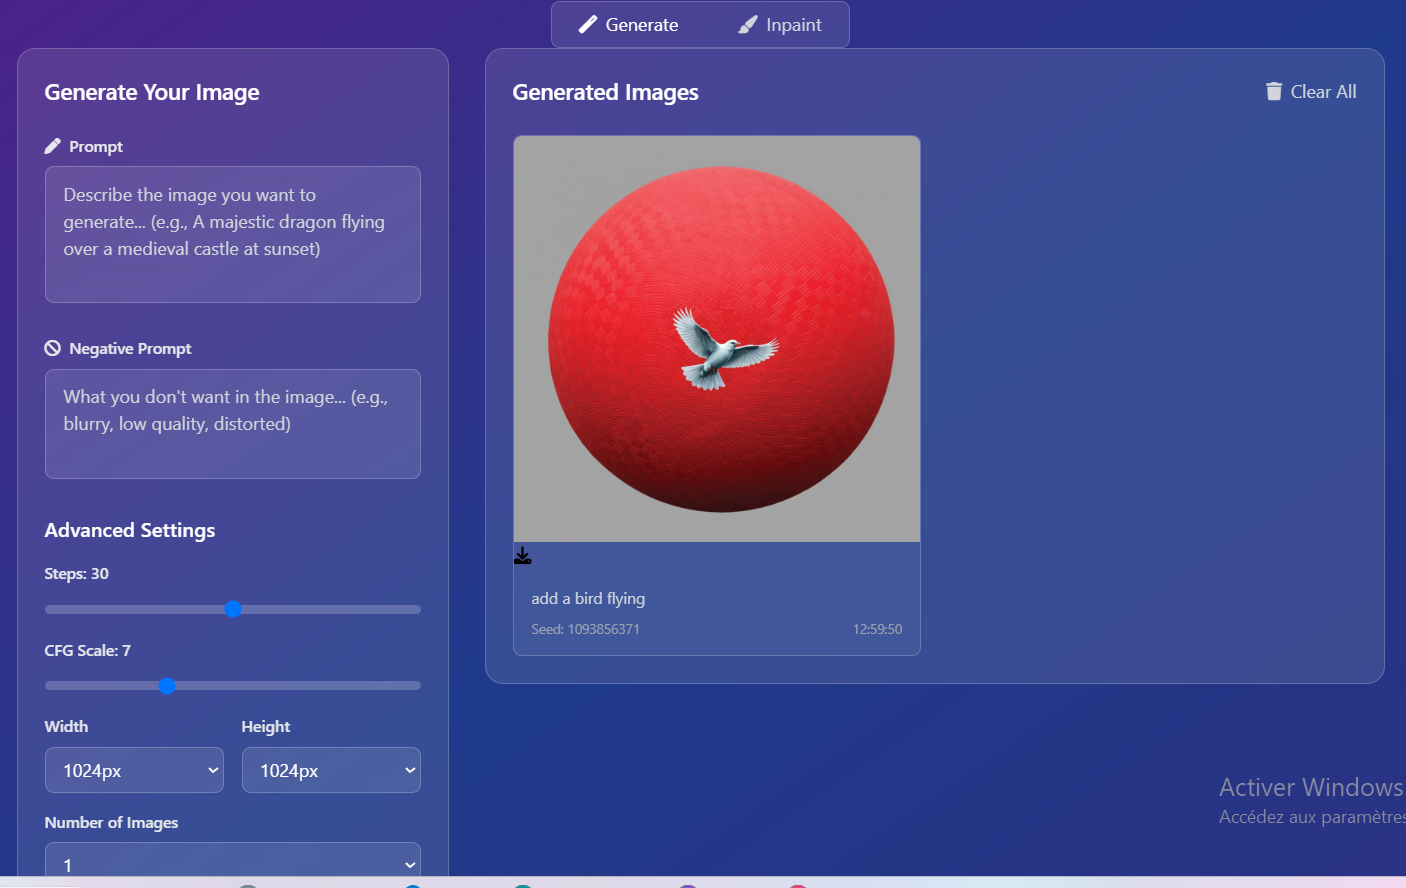 Generate
Inpaint
Generate Your Image
Prompt
Describe the image you want to
generate... (e.g., A majestic dragon flying
over a medieval castle at sunset)
Negative Prompt
What you don't want in the image... (e.g.,
blurry, low quality, distorted)
Advanced Settings
Steps: 30
CFG Scale: 7
Width
Height
1024px
1024px
Number of Images
1
Generated Images
Clear All
add a bird flying
Seed: 1093856371
12:59:50
Activer Windows
Accédez aux paramètres